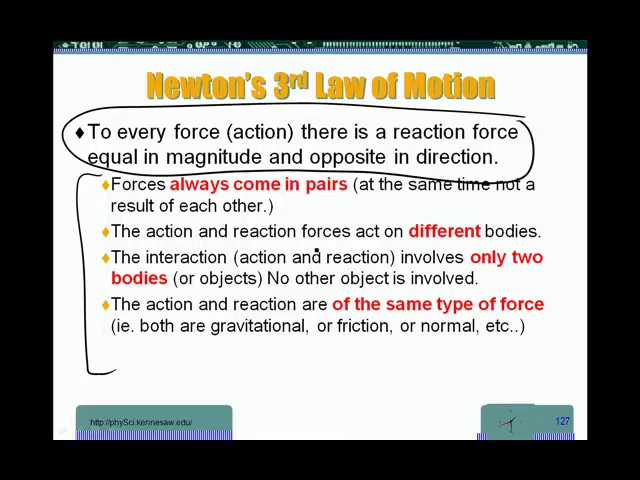 Newton's 3rd Law of Motion
♦To every force (action) there is a reaction force
equal in magnitude and opposite in direction.
♦Forces always come in pairs (at the same time not a
result of each other.)
♦The action and reaction forces act on different bodies.
♦The interaction (action and reaction) involves only two
bodies (or objects) No other object is involved.
♦The action and reaction are of the same type of force
(ie. both are gravitational, or friction, or normal, etc..)
http://phySci.kennesaw.edu/
127